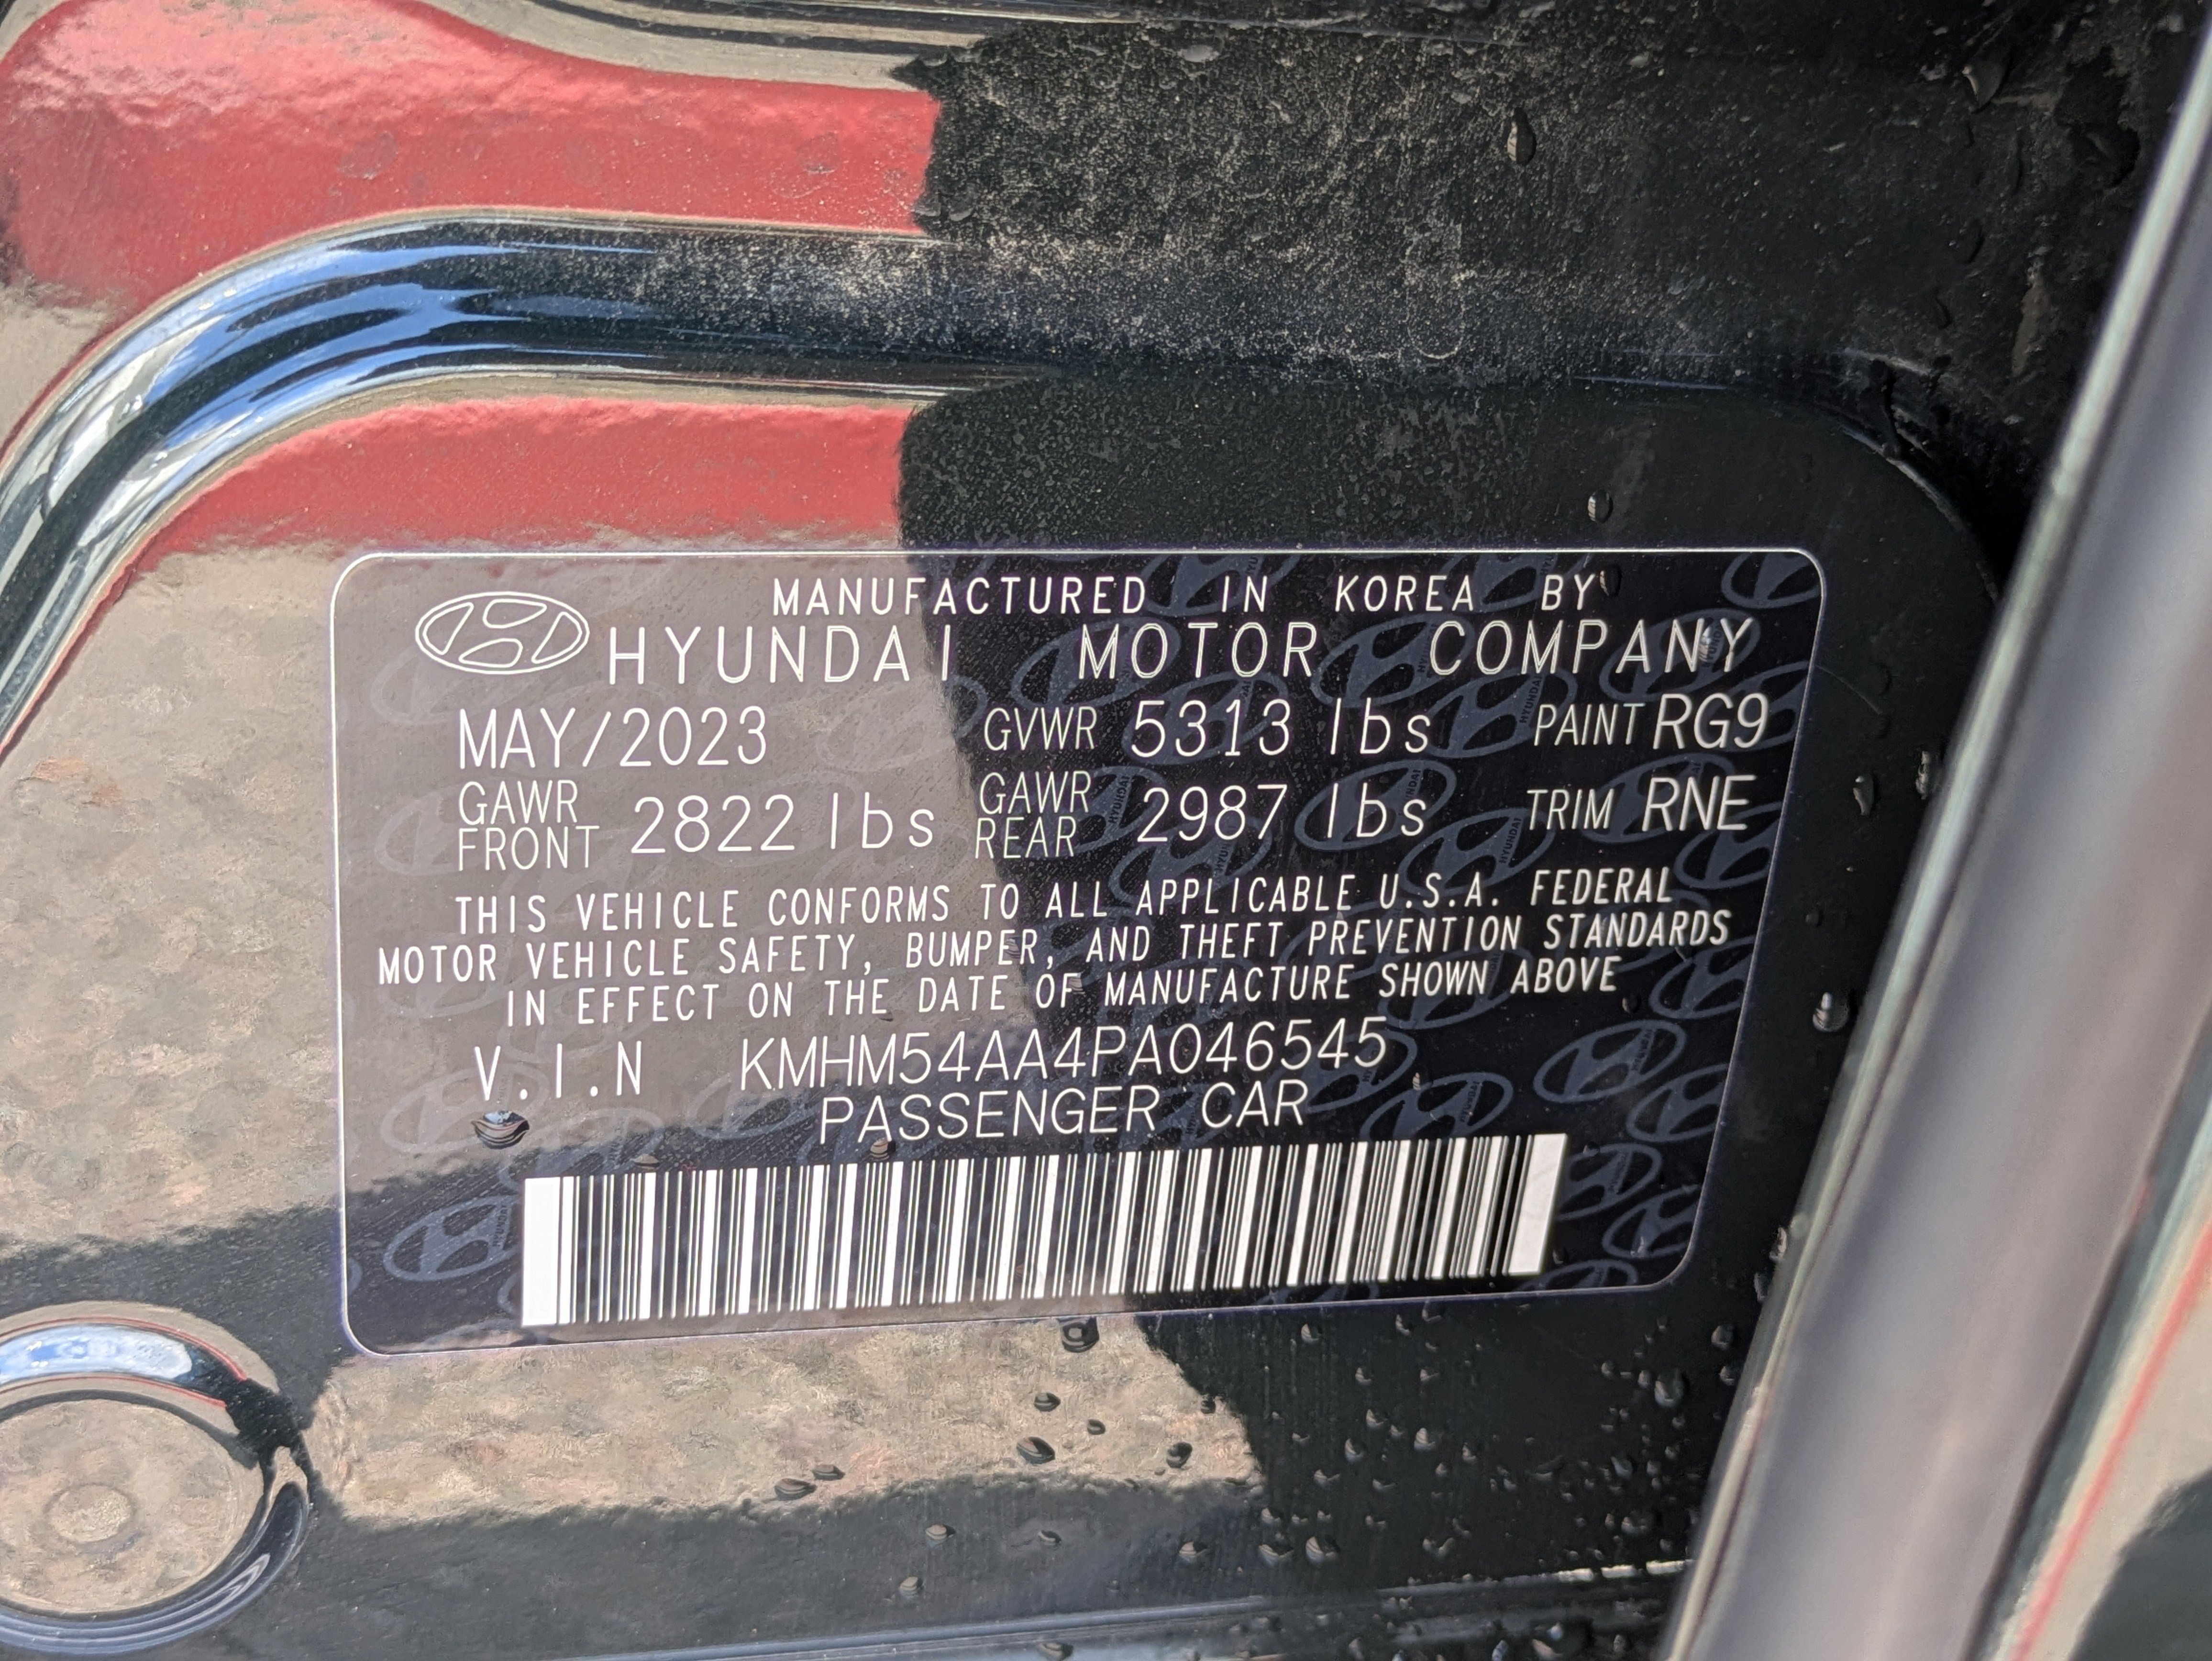 MANUFACTURED IN KOREA BY
HYUNDAI MOTOR COMPANY
MAY/2023 GVWR 5313 lbs PAINT RG9
GAWR FRONT 2822 lbs GAWR REAR 2987 lbs TRIM RNE
THIS VEHICLE CONFORMS TO ALL APPLICABLE U.S.A. FEDERAL
MOTOR VEHICLE SAFETY, BUMPER, AND THEFT PREVENTION STANDARDS
IN EFFECT ON THE DATE OF MANUFACTURE SHOWN ABOVE
V.I.N KMHM54AA4PA046545
PASSENGER CAR